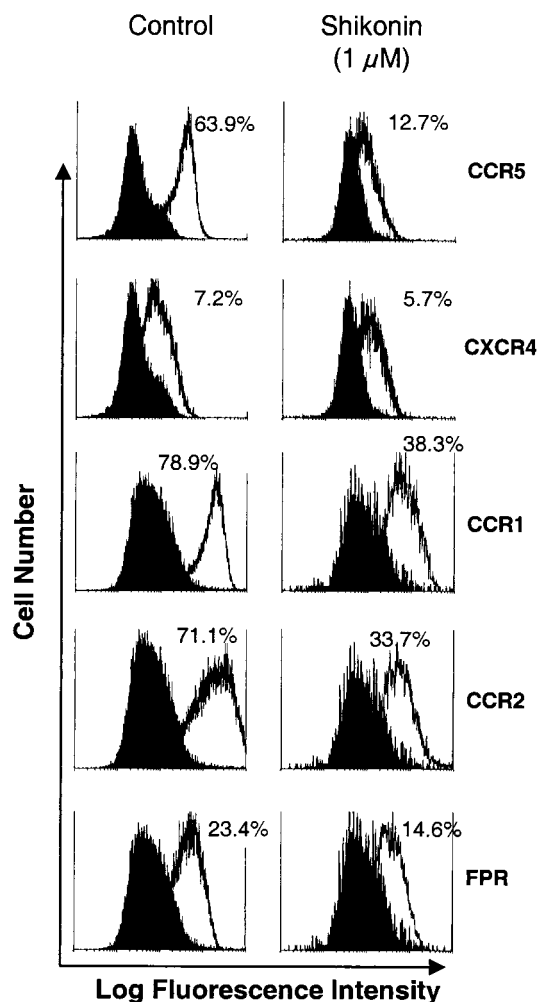 Control Shikonin
(1 μM)
63.9% 12.7% CCR5
7.2% 5.7% CXCR4
78.9% 38.3% CCR1
71.1% 33.7% CCR2
23.4% 14.6% FPR
Cell Number
Log Fluorescence Intensity